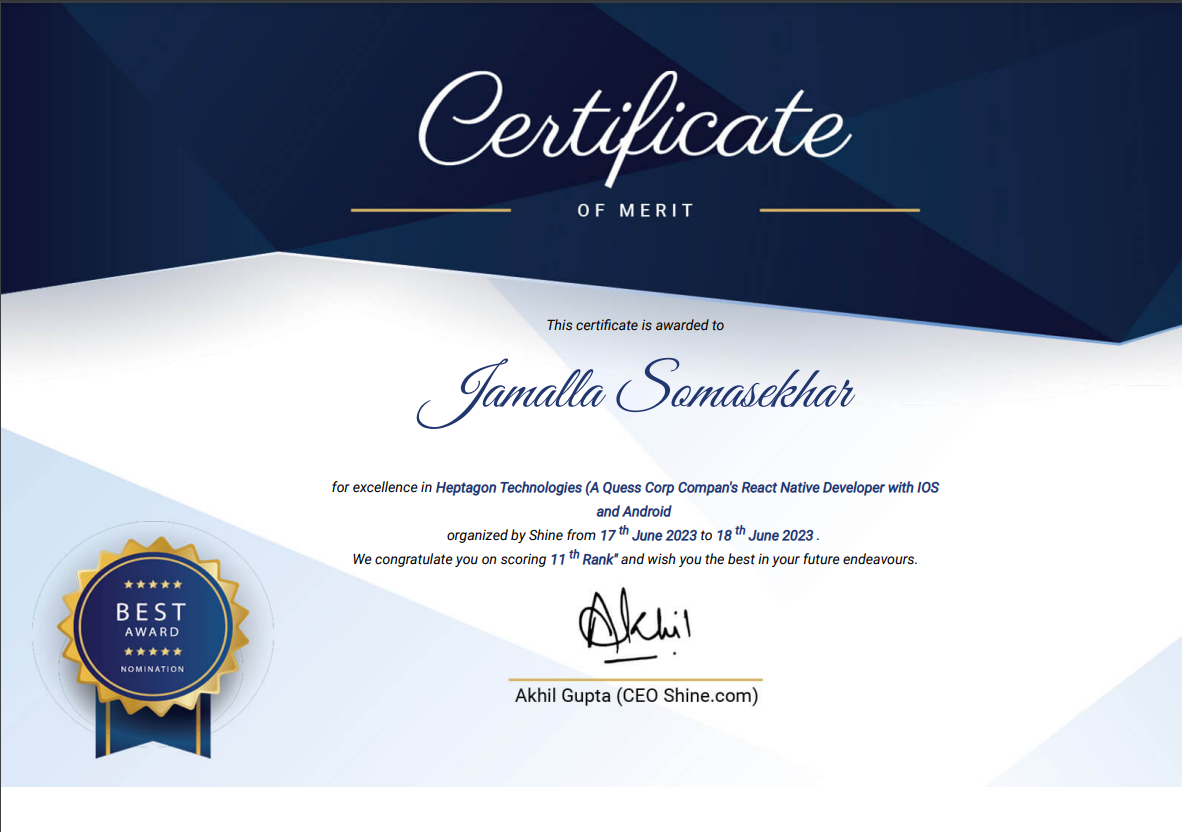 Certificate
OF MERIT
This certificate is awarded to
Jamalla Somasekhar
for excellence in Heptagon Technologies (A Quess Corp Compan's React Native Developer with IOS
and Android
organized by Shine from 17 th June 2023 to 18 th June 2023 .
We congratulate you on scoring 11 th Rank" and wish you the best in your future endeavours.
BEST
AWARD
NOMINATION
Akhil
Akhil Gupta (CEO Shine.com)